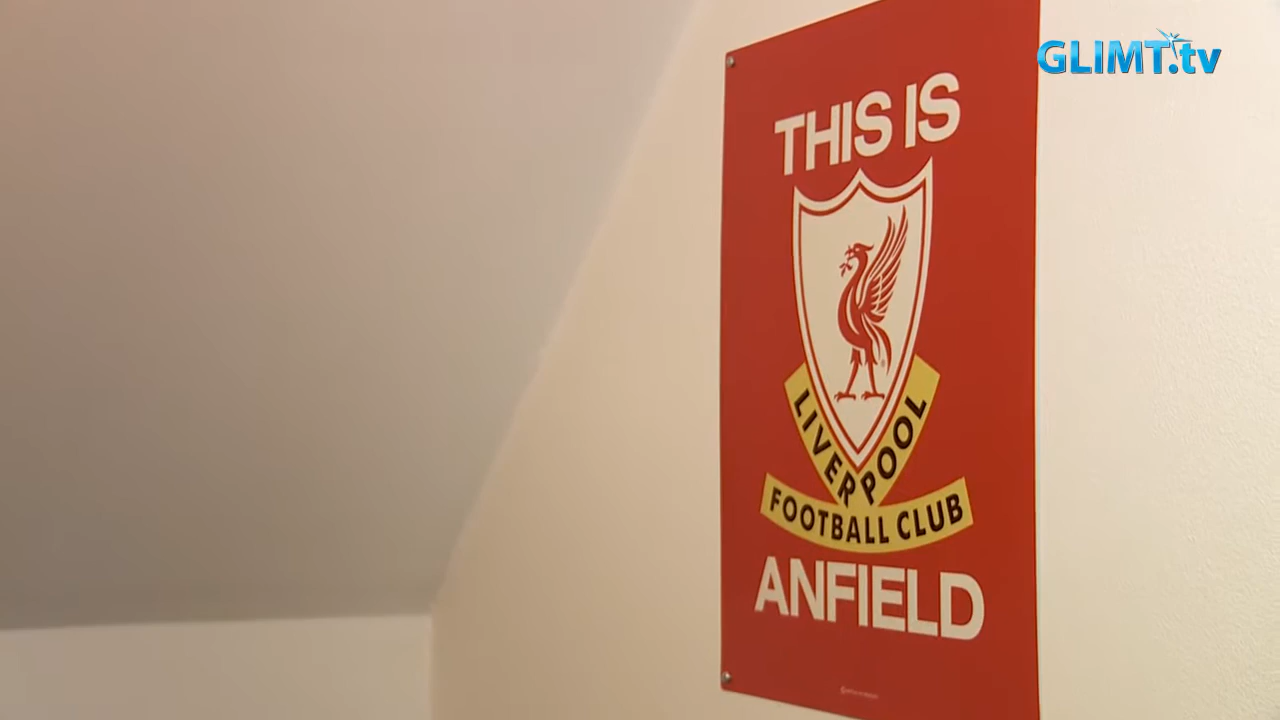 GLIMT.tv
THIS IS
LIVERPOOL
FOOTBALL CLUB
ANFIELD